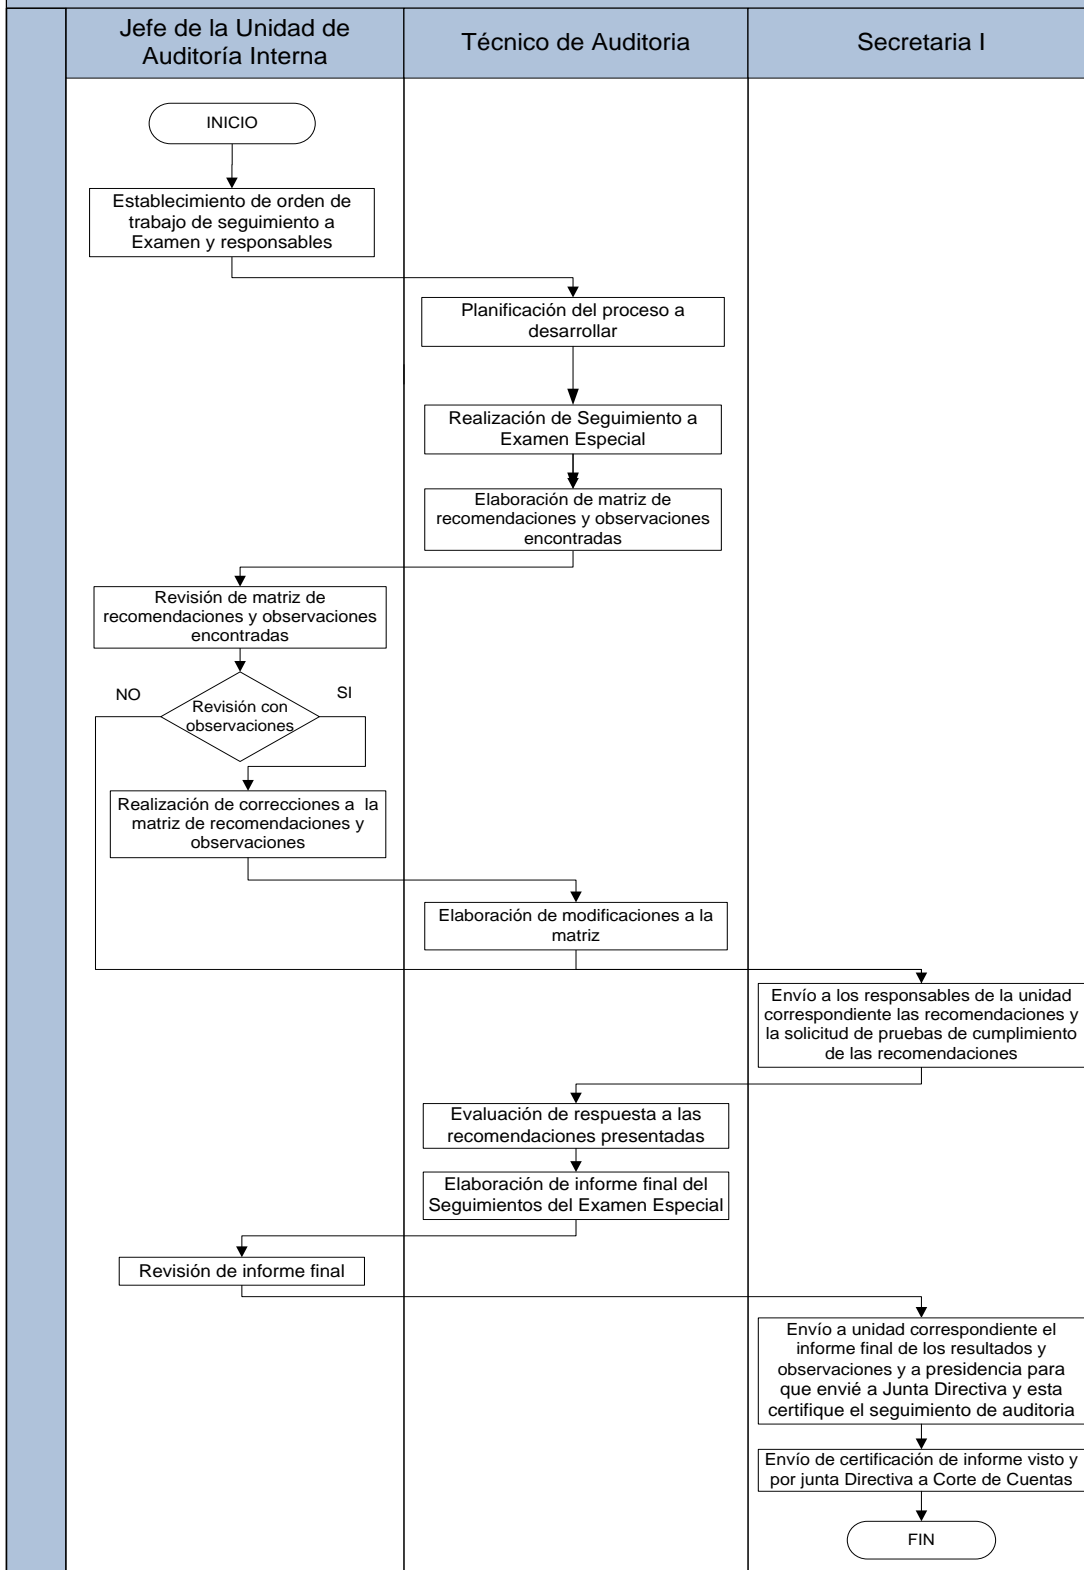 Jefe de la Unidad de
Auditoría Interna
Técnico de Auditoria
Secretaria I
INICIO
Establecimiento de orden de
trabajo de seguimiento a
Examen y responsables
Planificación del proceso a
desarrollar
Realización de Seguimiento a
Examen Especial
Elaboración de matriz de
recomendaciones y observaciones
encontradas
Revisión de matriz de
recomendaciones y observaciones
encontradas
NO
SI
Revisión con
observaciones
Realización de correcciones a la
matriz de recomendaciones y
observaciones
Elaboración de modificaciones a la
matriz
Envío a los responsables de la unidad
correspondiente las recomendaciones y
la solicitud de pruebas de cumplimiento
de las recomendaciones
Evaluación de respuesta a las
recomendaciones presentadas
Elaboración de informe final del
Seguimientos del Examen Especial
Revisión de informe final
Envío a unidad correspondiente el
informe final de los resultados y
observaciones y a presidencia para
que envié a Junta Directiva y esta
certifique el seguimiento de auditoria
Envío de certificación de informe visto y
por junta Directiva a Corte de Cuentas
FIN